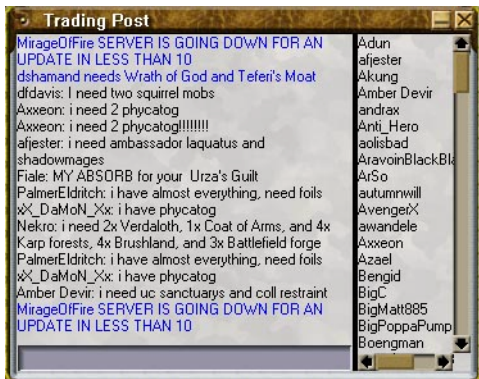 Trading Post
MirageOfFire SERVER IS GOING DOWN FOR AN
UPDATE IN LESS THAN 10
dshamand needs Wrath of God and Teferi's Moat
dfdavis: I need two squirrel mobs
Axxeon: i need 2 phycatog
Axxeon: i need 2 phycatog!!!!!!!!
afjester: i need ambassador laquatus and
shadowmages
Fiale: MY ABSORB for your Urza's Guilt
PalmerEldritch: i have almost everything, need foils
xX_DaMoN_Xx: i have phycatog
Nekro: i need 2x Verdaloth, 1x Coat of Arms, and 4x
Karp forests, 4x Brushland, and 3x Battlefield forge
PalmerEldritch: i have almost everything, need foils
xX_DaMoN_Xx: i have phycatog
Amber Devir: i need uc sanctuarys and coll restraint
MirageOfFire SERVER IS GOING DOWN FOR AN
UPDATE IN LESS THAN 10
Adun
afjester
Akung
Amber Devir
andrax
Anti_Hero
aolisbad
AravoinBlackBla
ArSo
autumnwill
AvengerX
awandele
Axxeon
Azael
Bengid
BigC
BigMatt885
BigPoppaPump
Boengman